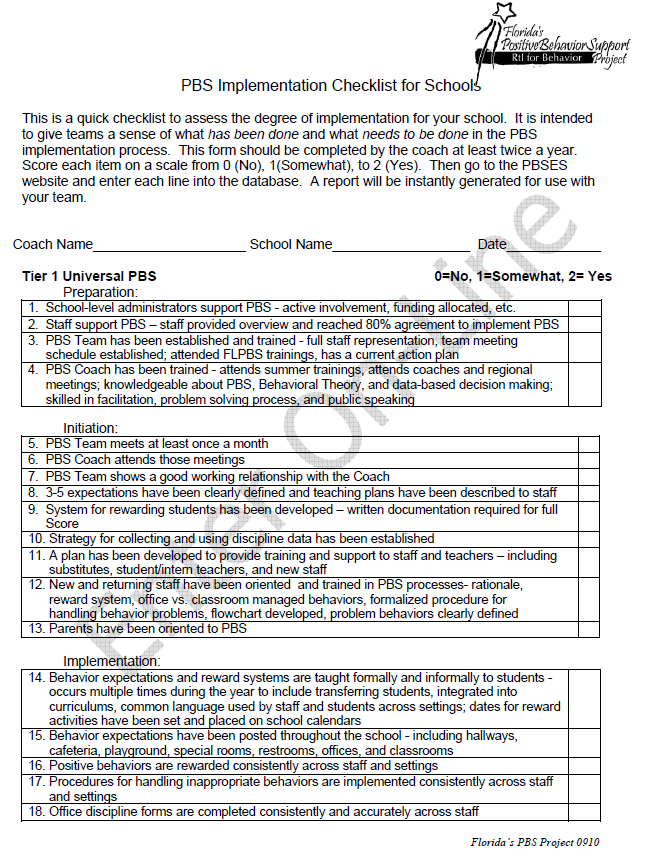 Florida's
Positive Behavior Support
RtI for Behavior Project
PBS Implementation Checklist for Schools
This is a quick checklist to assess the degree of implementation for your school. It is intended
to give teams a sense of what has been done and what needs to be done in the PBS
implementation process. This form should be completed by the coach at least twice a year.
Score each item on a scale from 0 (No), 1(Somewhat), to 2 (Yes). Then go to the PBSES
website and enter each line into the database. A report will be instantly generated for use with
your team.
Coach Name____________________ School Name__________________ Date____________
Tier 1 Universal PBS 0=No, 1=Somewhat, 2= Yes
Preparation:
1. School-level administrators support PBS - active involvement, funding allocated, etc.
2. Staff support PBS – staff provided overview and reached 80% agreement to implement PBS
3. PBS Team has been established and trained - full staff representation, team meeting
schedule established; attended FLPBS trainings, has a current action plan
4. PBS Coach has been trained - attends summer trainings, attends coaches and regional
meetings; knowledgeable about PBS, Behavioral Theory, and data-based decision making;
skilled in facilitation, problem solving process, and public speaking
Initiation:
5. PBS Team meets at least once a month
6. PBS Coach attends those meetings
7. PBS Team shows a good working relationship with the Coach
8. 3-5 expectations have been clearly defined and teaching plans have been described to staff
9. System for rewarding students has been developed – written documentation required for full
Score
10. Strategy for collecting and using discipline data has been established
11. A plan has been developed to provide training and support to staff and teachers – including
substitutes, student/intern teachers, and new staff
12. New and returning staff have been oriented and trained in PBS processes- rationale,
reward system, office vs. classroom managed behaviors, formalized procedure for
handling behavior problems, flowchart developed, problem behaviors clearly defined
13. Parents have been oriented to PBS
Implementation:
14. Behavior expectations and reward systems are taught formally and informally to students -
occurs multiple times during the year to include transferring students, integrated into
curriculums, common language used by staff and students across settings; dates for reward
activities have been set and placed on school calendars
15. Behavior expectations have been posted throughout the school - including hallways,
cafeteria, playground, special rooms, restrooms, offices, and classrooms
16. Positive behaviors are rewarded consistently across staff and settings
17. Procedures for handling inappropriate behaviors are implemented consistently across staff
and settings
18. Office discipline forms are completed consistently and accurately across staff
Enter On-Line
Florida's PBS Project 0910